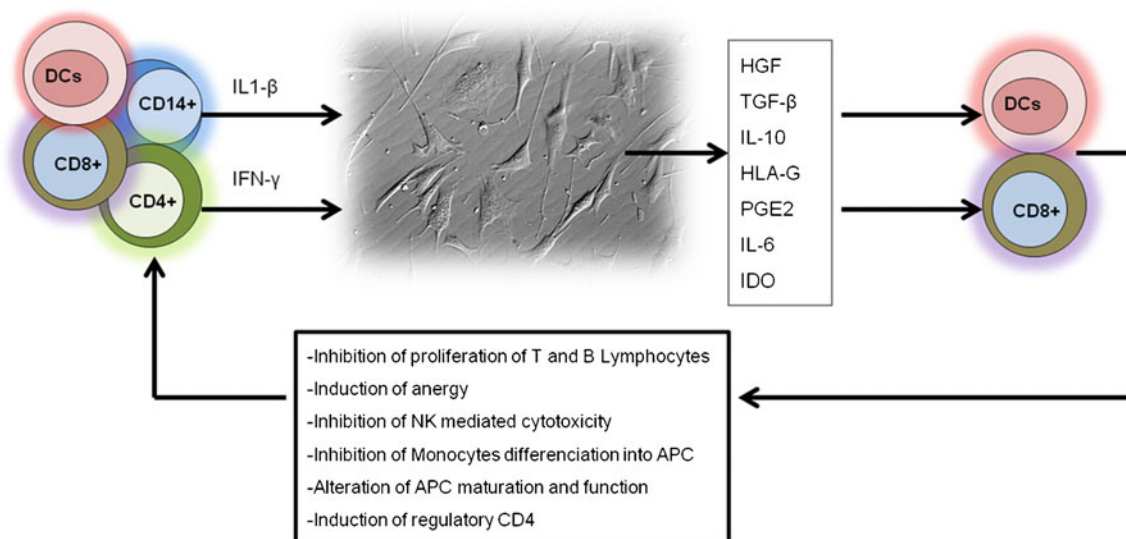 DCs
CD14+
CD8+
CD4+
IL1-β
IFN-γ
HGF
TGF-β
IL-10
HLA-G
PGE2
IL-6
IDO
DCs
CD8+
-Inhibition of proliferation of T and B Lymphocytes
-Induction of anergy
-Inhibition of NK mediated cytotoxicity
-Inhibition of Monocytes differenciation into APC
-Alteration of APC maturation and function
-Induction of regulatory CD4